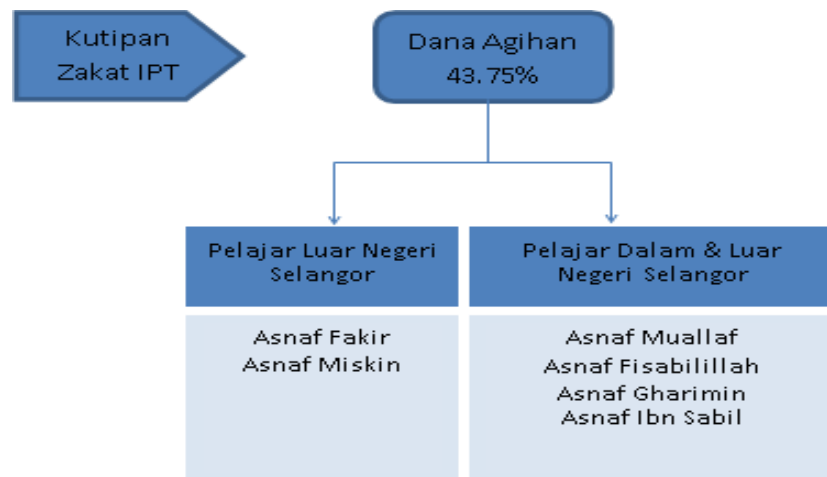 Kutipan
Zakat IPT
Dana Agihan
43.75%
Pelajar Luar Negeri
Selangor
Asnaf Fakir
Asnaf Miskin
Pelajar Dalam & Luar
Negeri Selangor
Asnaf Muallaf
Asnaf Fisabilillah
Asnaf Gharimin
Asnaf Ibn Sabil